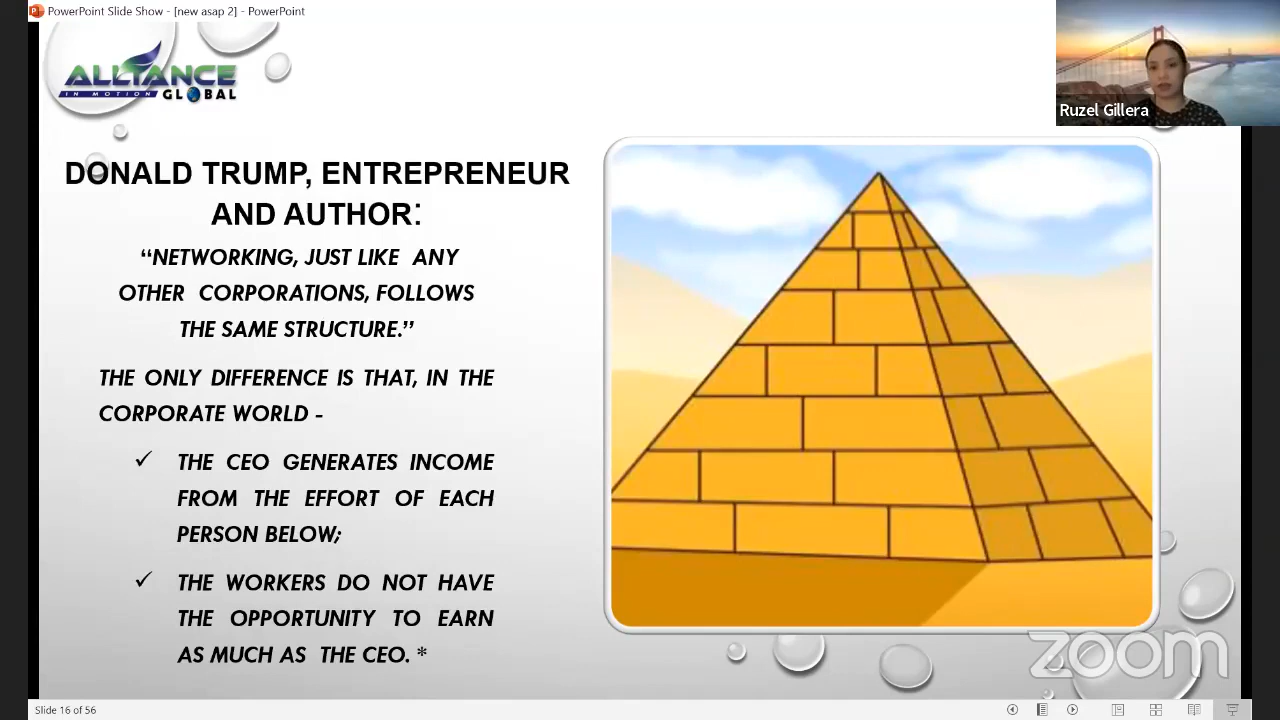 PowerPoint Slide Show - [new asap 2] - PowerPoint
ALLIANCE
IN MOTION GLOBAL
Ruzel Gillera
DONALD TRUMP, ENTREPRENEUR
AND AUTHOR:
“NETWORKING, JUST LIKE ANY
OTHER CORPORATIONS, FOLLOWS
THE SAME STRUCTURE.”
THE ONLY DIFFERENCE IS THAT, IN THE
CORPORATE WORLD -
✓ THE CEO GENERATES INCOME
FROM THE EFFORT OF EACH
PERSON BELOW;
✓ THE WORKERS DO NOT HAVE
THE OPPORTUNITY TO EARN
AS MUCH AS THE CEO. *
zoom
Slide 16 of 56